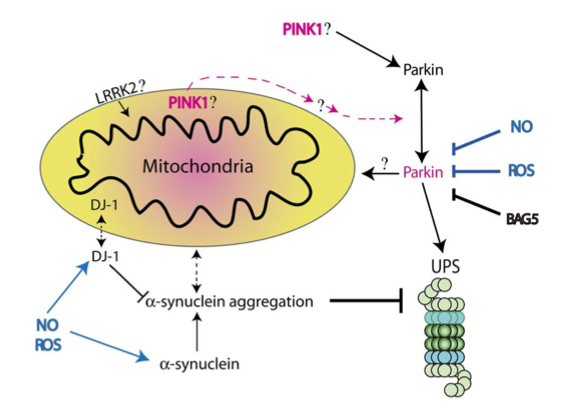 PINK1?
Parkin
LRRK2?
PINK1?
?
NO
Mitochondria
?
Parkin
ROS
DJ-1
BAG5
DJ-1
UPS
α-synuclein aggregation
NO
ROS
α-synuclein